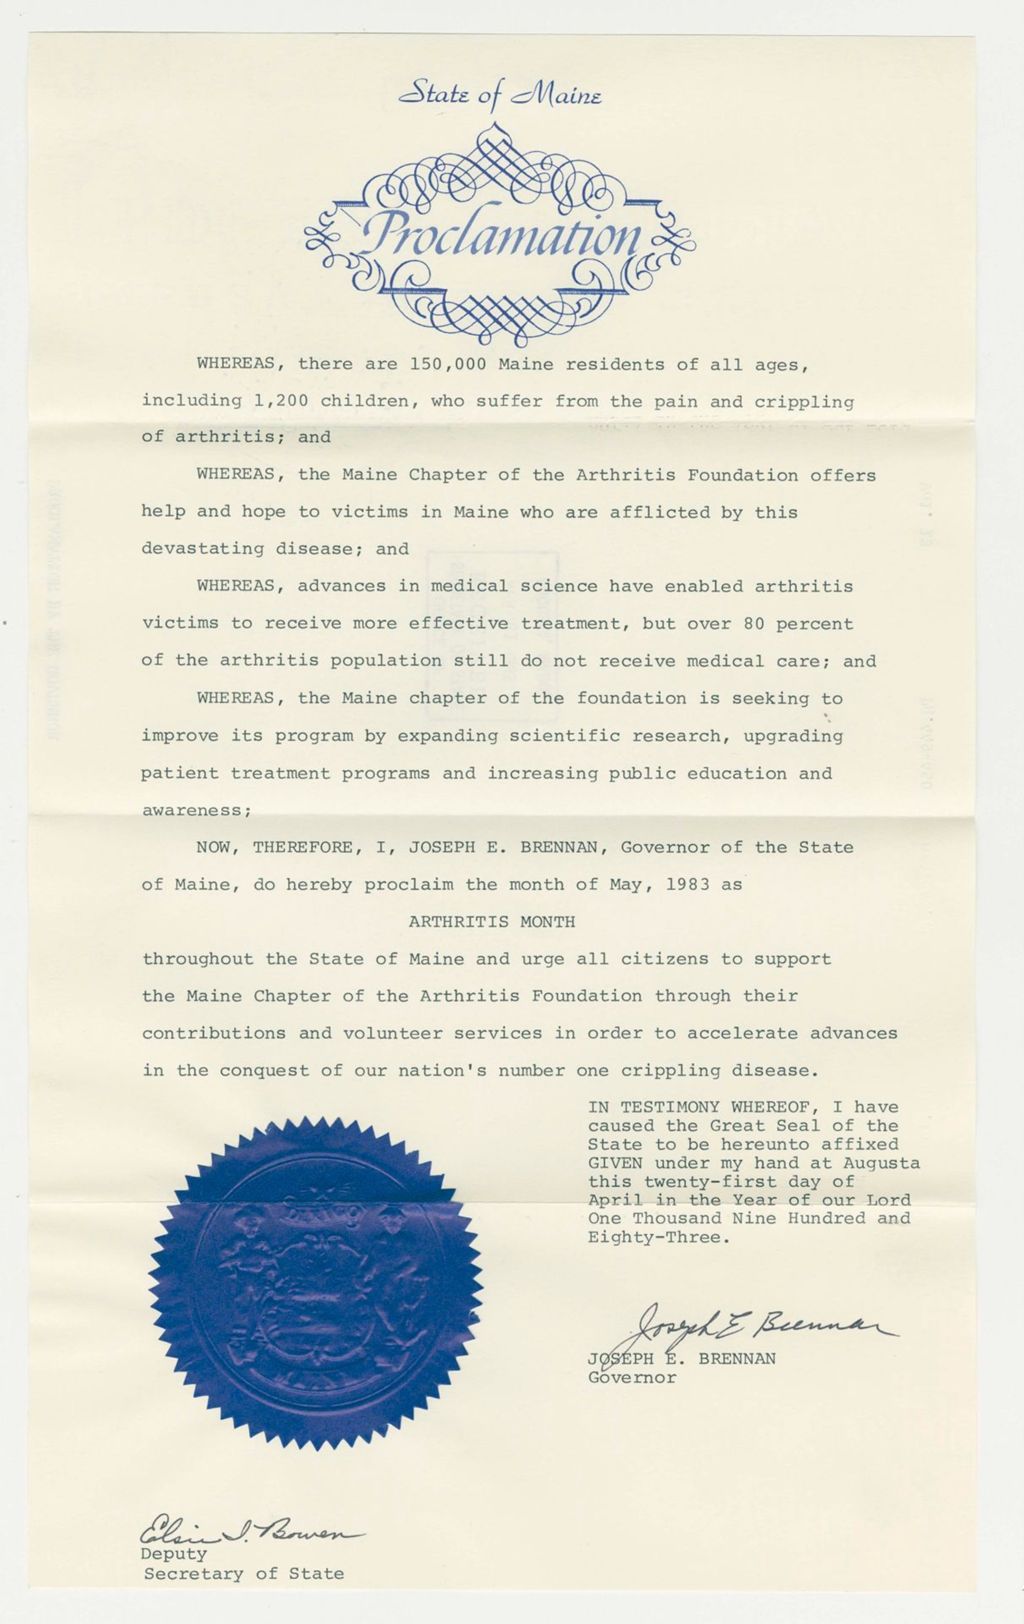 State of Maine
Proclamation
WHEREAS, there are 150,000 Maine residents of all ages,
including 1,200 children, who suffer from the pain and crippling
of arthritis; and
WHEREAS, the Maine Chapter of the Arthritis Foundation offers
help and hope to victims in Maine who are afflicted by this
devastating disease; and
WHEREAS, advances in medical science have enabled arthritis
victims to receive more effective treatment, but over 80 percent
of the arthritis population still do not receive medical care; and
WHEREAS, the Maine chapter of the foundation is seeking to
improve its program by expanding scientific research, upgrading
patient treatment programs and increasing public education and
awareness;
NOW, THEREFORE, I, JOSEPH E. BRENNAN, Governor of the State
of Maine, do hereby proclaim the month of May, 1983 as
ARTHRITIS MONTH
throughout the State of Maine and urge all citizens to support
the Maine Chapter of the Arthritis Foundation through their
contributions and volunteer services in order to accelerate advances
in the conquest of our nation's number one crippling disease.
IN TESTIMONY WHEREOF, I have
caused the Great Seal of the
State to be hereunto affixed
GIVEN under my hand at Augusta
this twenty-first day of
April in the Year of our Lord
One Thousand Nine Hundred and
Eighty-Three.
Joseph E Brennan
JOSEPH E. BRENNAN
Governor
Elsie I. Bowen
Deputy
Secretary of State